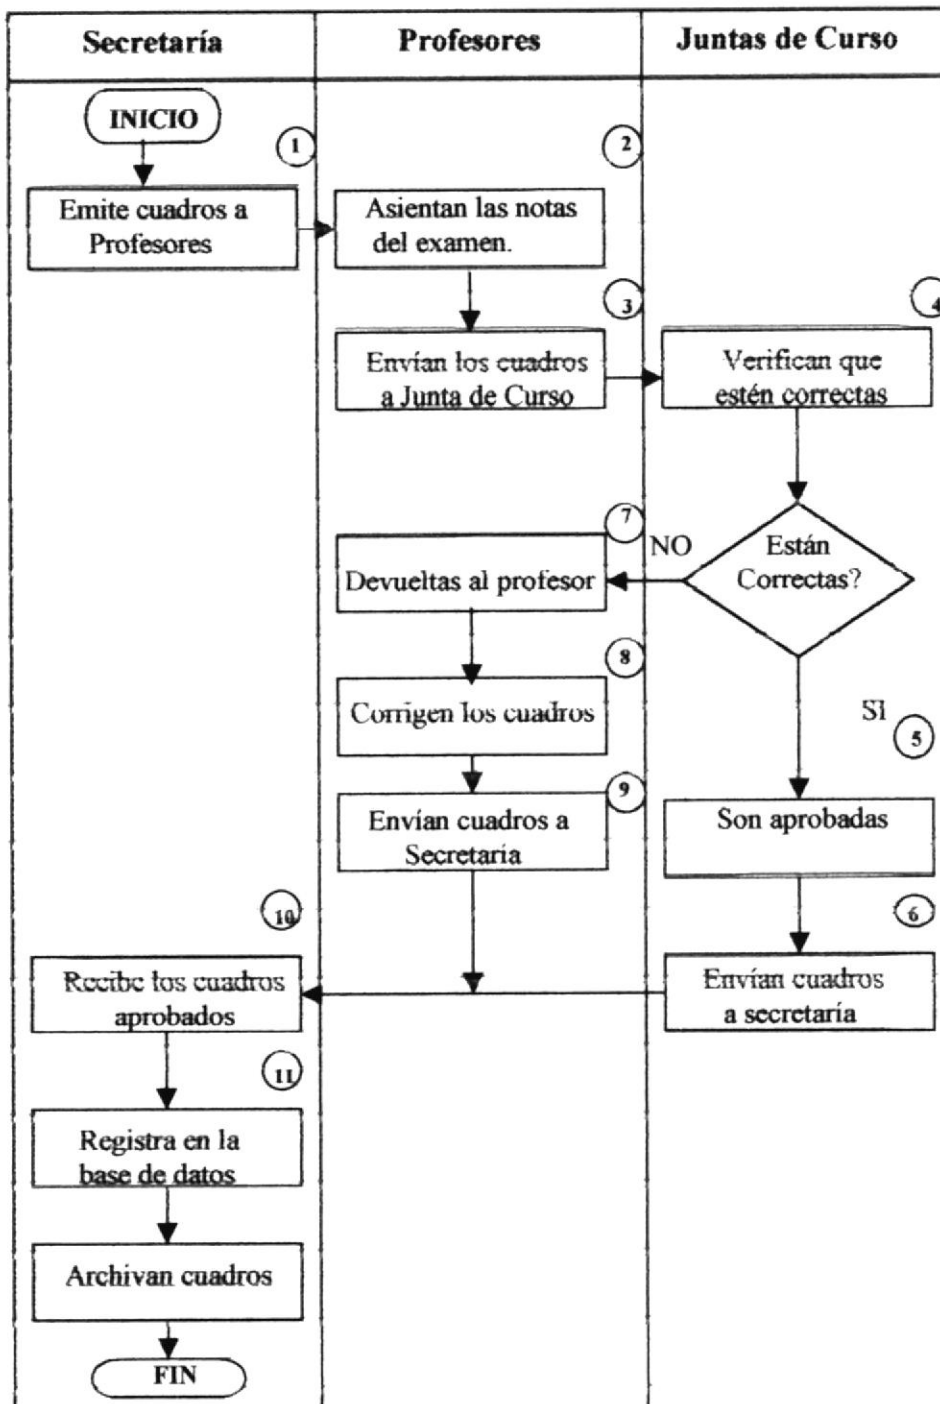 Secretaría
Profesores
Juntas de Curso
INICIO
1
2
Emite cuadros a
Profesores
Asientan las notas
del examen.
3
4
Envían los cuadros
a Junta de Curso
Verifican que
estén correctas
7
NO
Están
Correctas?
Devueltas al profesor
8
Corrigen los cuadros
SI
5
9
Envían cuadros a
Secretaría
Son aprobadas
10
6
Recibe los cuadros
aprobados
Envían cuadros
a secretaría
11
Registra en la
base de datos
Archivan cuadros
FIN